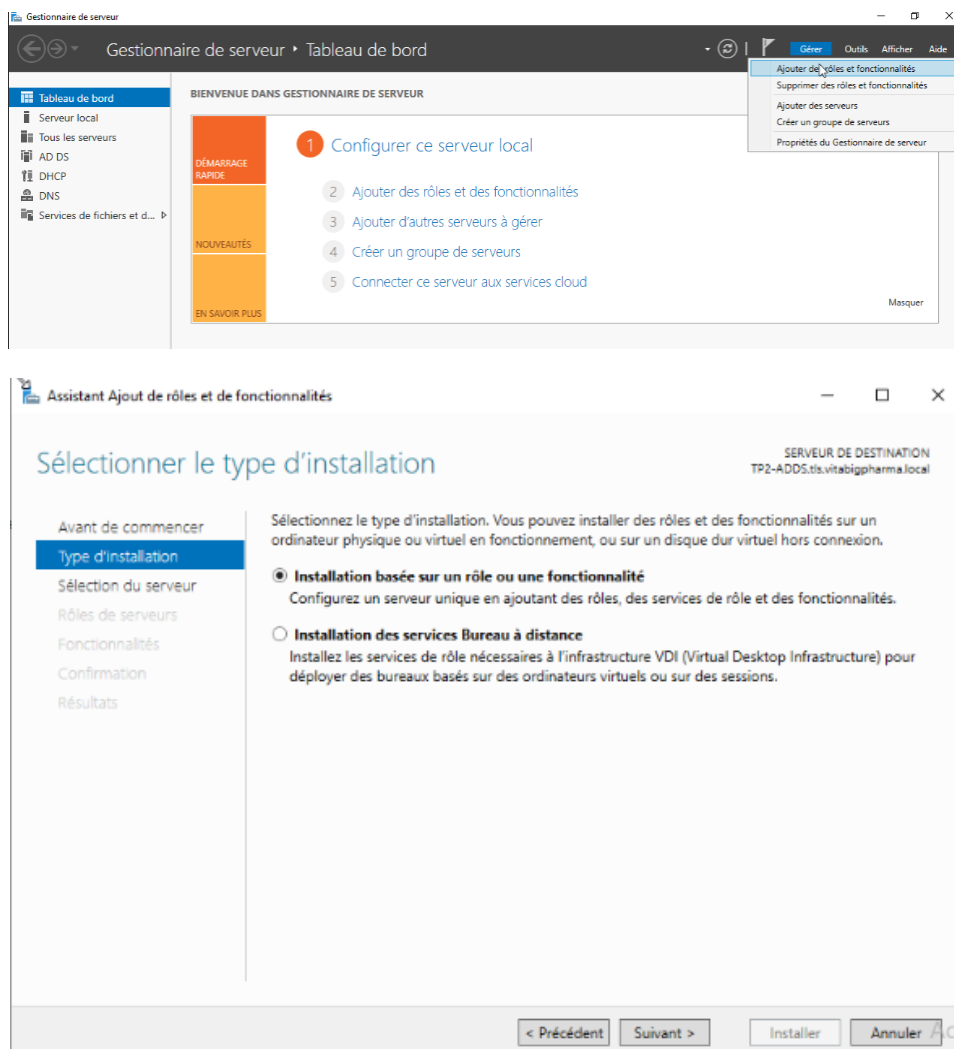 Gestionnaire de serveur
Gestionnaire de serveur • Tableau de bord
Gérer Outils Afficher Aide
Ajouter des rôles et fonctionnalités
Supprimer des rôles et fonctionnalités
Ajouter des serveurs
Créer un groupe de serveurs
Propriétés du Gestionnaire de serveur
Tableau de bord
Serveur local
Tous les serveurs
AD DS
DHCP
DNS
Services de fichiers et d...
BIENVENUE DANS GESTIONNAIRE DE SERVEUR
DÉMARRAGE
RAPIDE
NOUVEAUTÉS
EN SAVOIR PLUS
1 Configurer ce serveur local
2 Ajouter des rôles et des fonctionnalités
3 Ajouter d'autres serveurs à gérer
4 Créer un groupe de serveurs
5 Connecter ce serveur aux services cloud
Masquer
Assistant Ajout de rôles et de fonctionnalités
Sélectionner le type d'installation
SERVEUR DE DESTINATION
TP2-ADDS.tls.vitabigpharma.local
Avant de commencer
Type d'installation
Sélection du serveur
Rôles de serveurs
Fonctionnalités
Confirmation
Résultats
Sélectionnez le type d'installation. Vous pouvez installer des rôles et des fonctionnalités sur un
ordinateur physique ou virtuel en fonctionnement, ou sur un disque dur virtuel hors connexion.
Installation basée sur un rôle ou une fonctionnalité
Configurez un serveur unique en ajoutant des rôles, des services de rôle et des fonctionnalités.
Installation des services Bureau à distance
Installez les services de rôle nécessaires à l'infrastructure VDI (Virtual Desktop Infrastructure) pour
déployer des bureaux basés sur des ordinateurs virtuels ou sur des sessions.
< Précédent Suivant > Installer Annuler